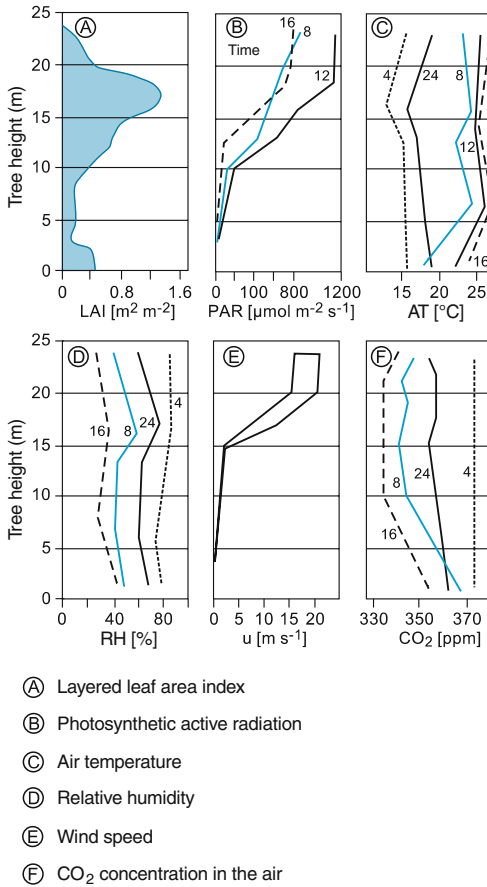 A B C
Tree height (m)
25
20
15
10
5
0
0 0.8 1.6
LAI [m² m⁻²]
Time
16 8
12
0 400 800 1200
PAR [µmol m⁻² s⁻¹]
4 24 8
12
16
15 20 25
AT [°C]
D E F
Tree height (m)
25
20
15
10
5
0
16 8 24 4
0 40 60 80
RH [%]
0 5 10 15 20
u [m s⁻¹]
24 4
8
16
330 350 370
CO₂ [ppm]
A Layered leaf area index
B Photosynthetic active radiation
C Air temperature
D Relative humidity
E Wind speed
F CO₂ concentration in the air